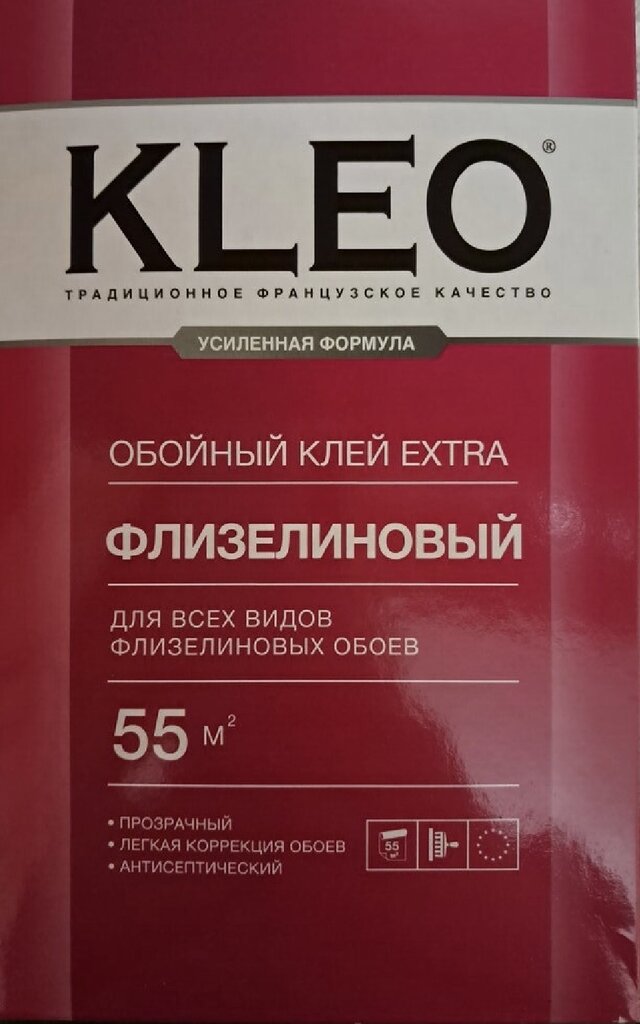 KLEO®
ТРАДИЦИОННОЕ ФРАНЦУЗСКОЕ КАЧЕСТВО
УСИЛЕННАЯ ФОРМУЛА
ОБОЙНЫЙ КЛЕЙ EXTRA
ФЛИЗЕЛИНОВЫЙ
ДЛЯ ВСЕХ ВИДОВ
ФЛИЗЕЛИНОВЫХ ОБОЕВ
55 м²
• ПРОЗРАЧНЫЙ
• ЛЕГКАЯ КОРРЕКЦИЯ ОБОЕВ
• АНТИСЕПТИЧЕСКИЙ
55
м²